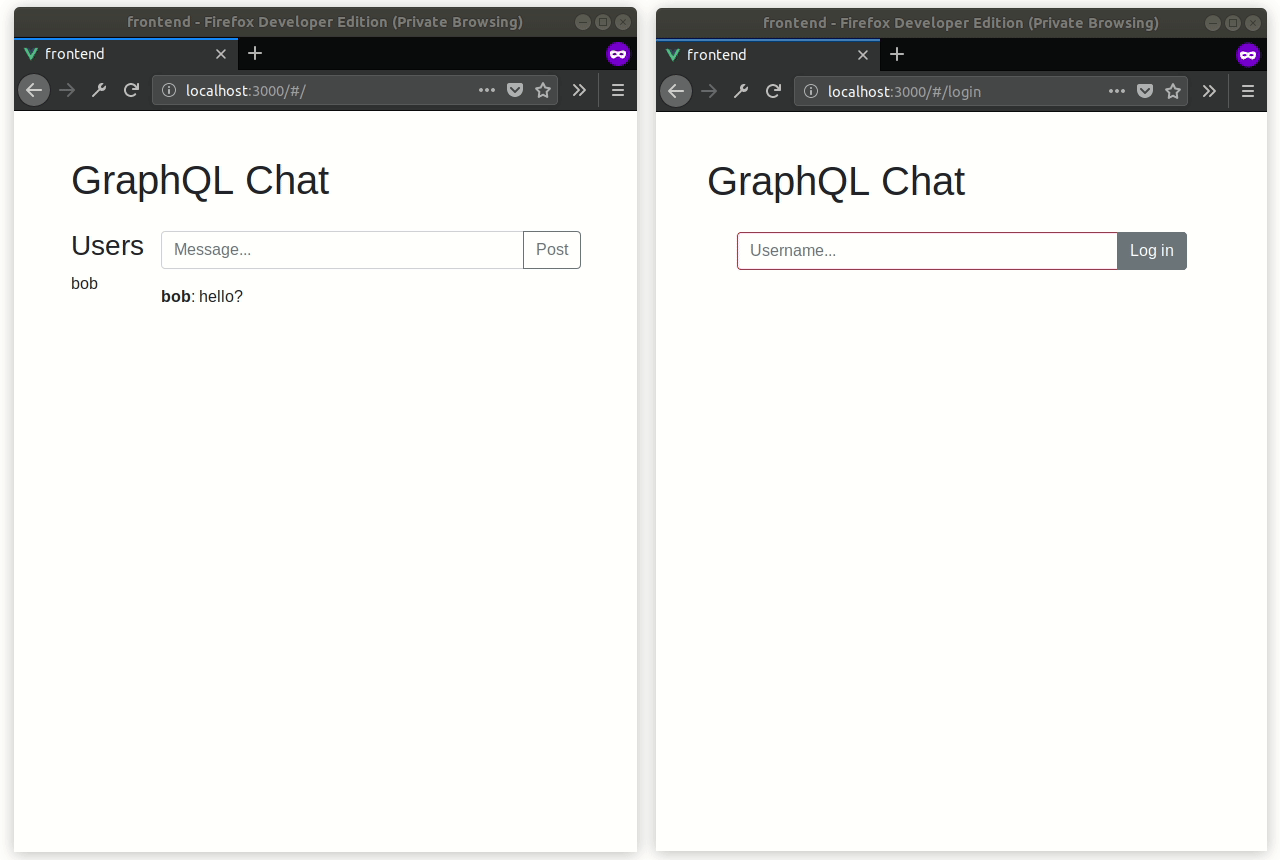 frontend - Firefox Developer Edition (Private Browsing)
frontend
localhost:3000/#/
GraphQL Chat
Users
Message...
Post
bob
bob: hello?
frontend - Firefox Developer Edition (Private Browsing)
frontend
localhost:3000/#/login
GraphQL Chat
Username...
Log in